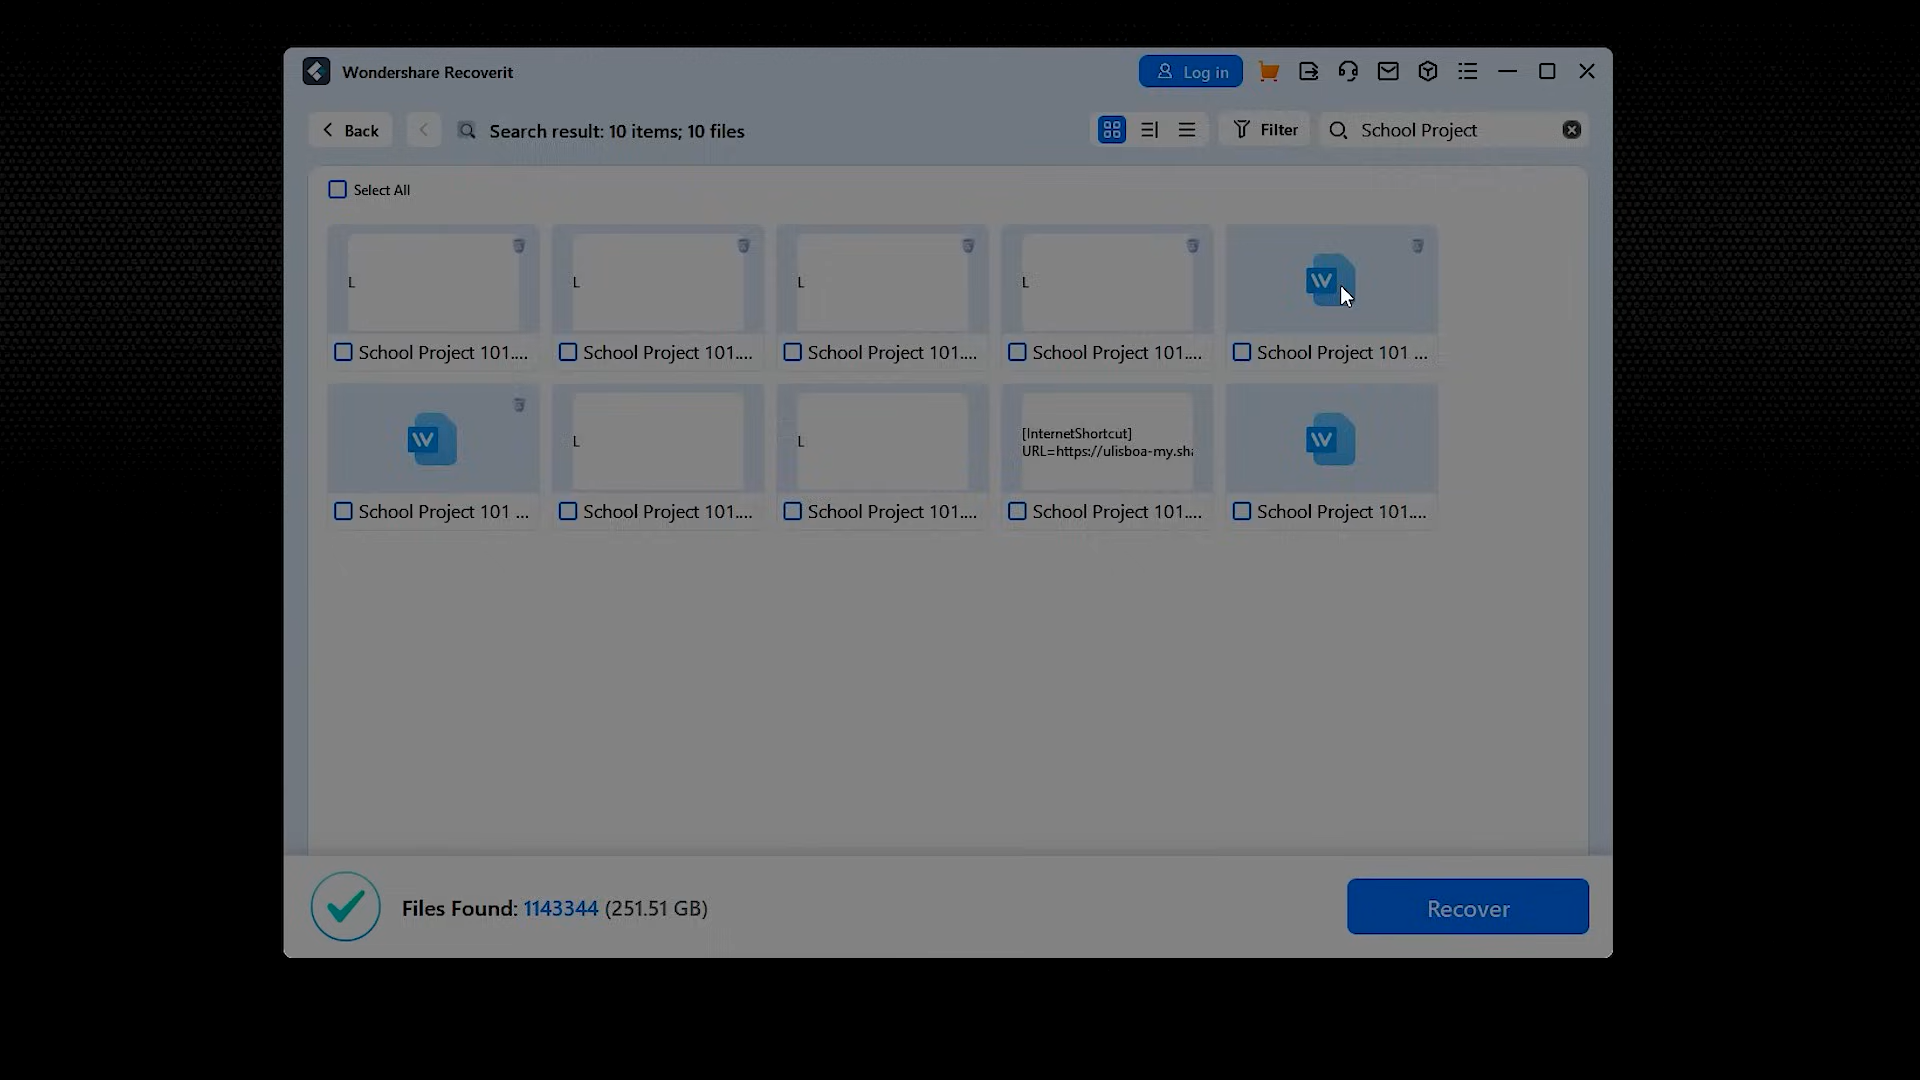 Wondershare Recoverit
Log in
Back
Search result: 10 items; 10 files
Filter
School Project
Select All
L
L
L
L
W
School Project 101....
School Project 101....
School Project 101....
School Project 101....
School Project 101 ...
W
L
L
[InternetShortcut]
URL=https://ulisboa-my.sha
W
School Project 101 ...
School Project 101....
School Project 101....
School Project 101....
School Project 101....
Files Found: 1143344 (251.51 GB)
Recover